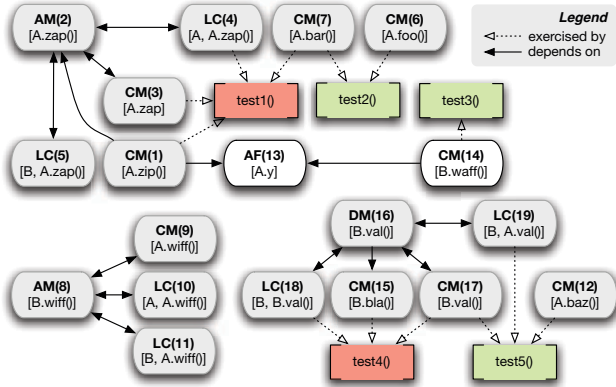 AM(2)
[A.zap()]
LC(4)
[A, A.zap()]
CM(7)
[A.bar()]
CM(6)
[A.foo()]
Legend
exercised by
depends on
CM(3)
[A.zap]
test1()
test2()
test3()
LC(5)
[B, A.zap()]
CM(1)
[A.zip()]
AF(13)
[A.y]
CM(14)
[B.waff()]
CM(9)
[A.wiff()]
AM(8)
[B.wiff()]
LC(10)
[A, A.wiff()]
LC(11)
[B, A.wiff()]
DM(16)
[B.val()]
LC(19)
[B, A.val()]
LC(18)
[B, B.val()]
CM(15)
[B.bla()]
CM(17)
[B.val()]
CM(12)
[A.baz()]
test4()
test5()